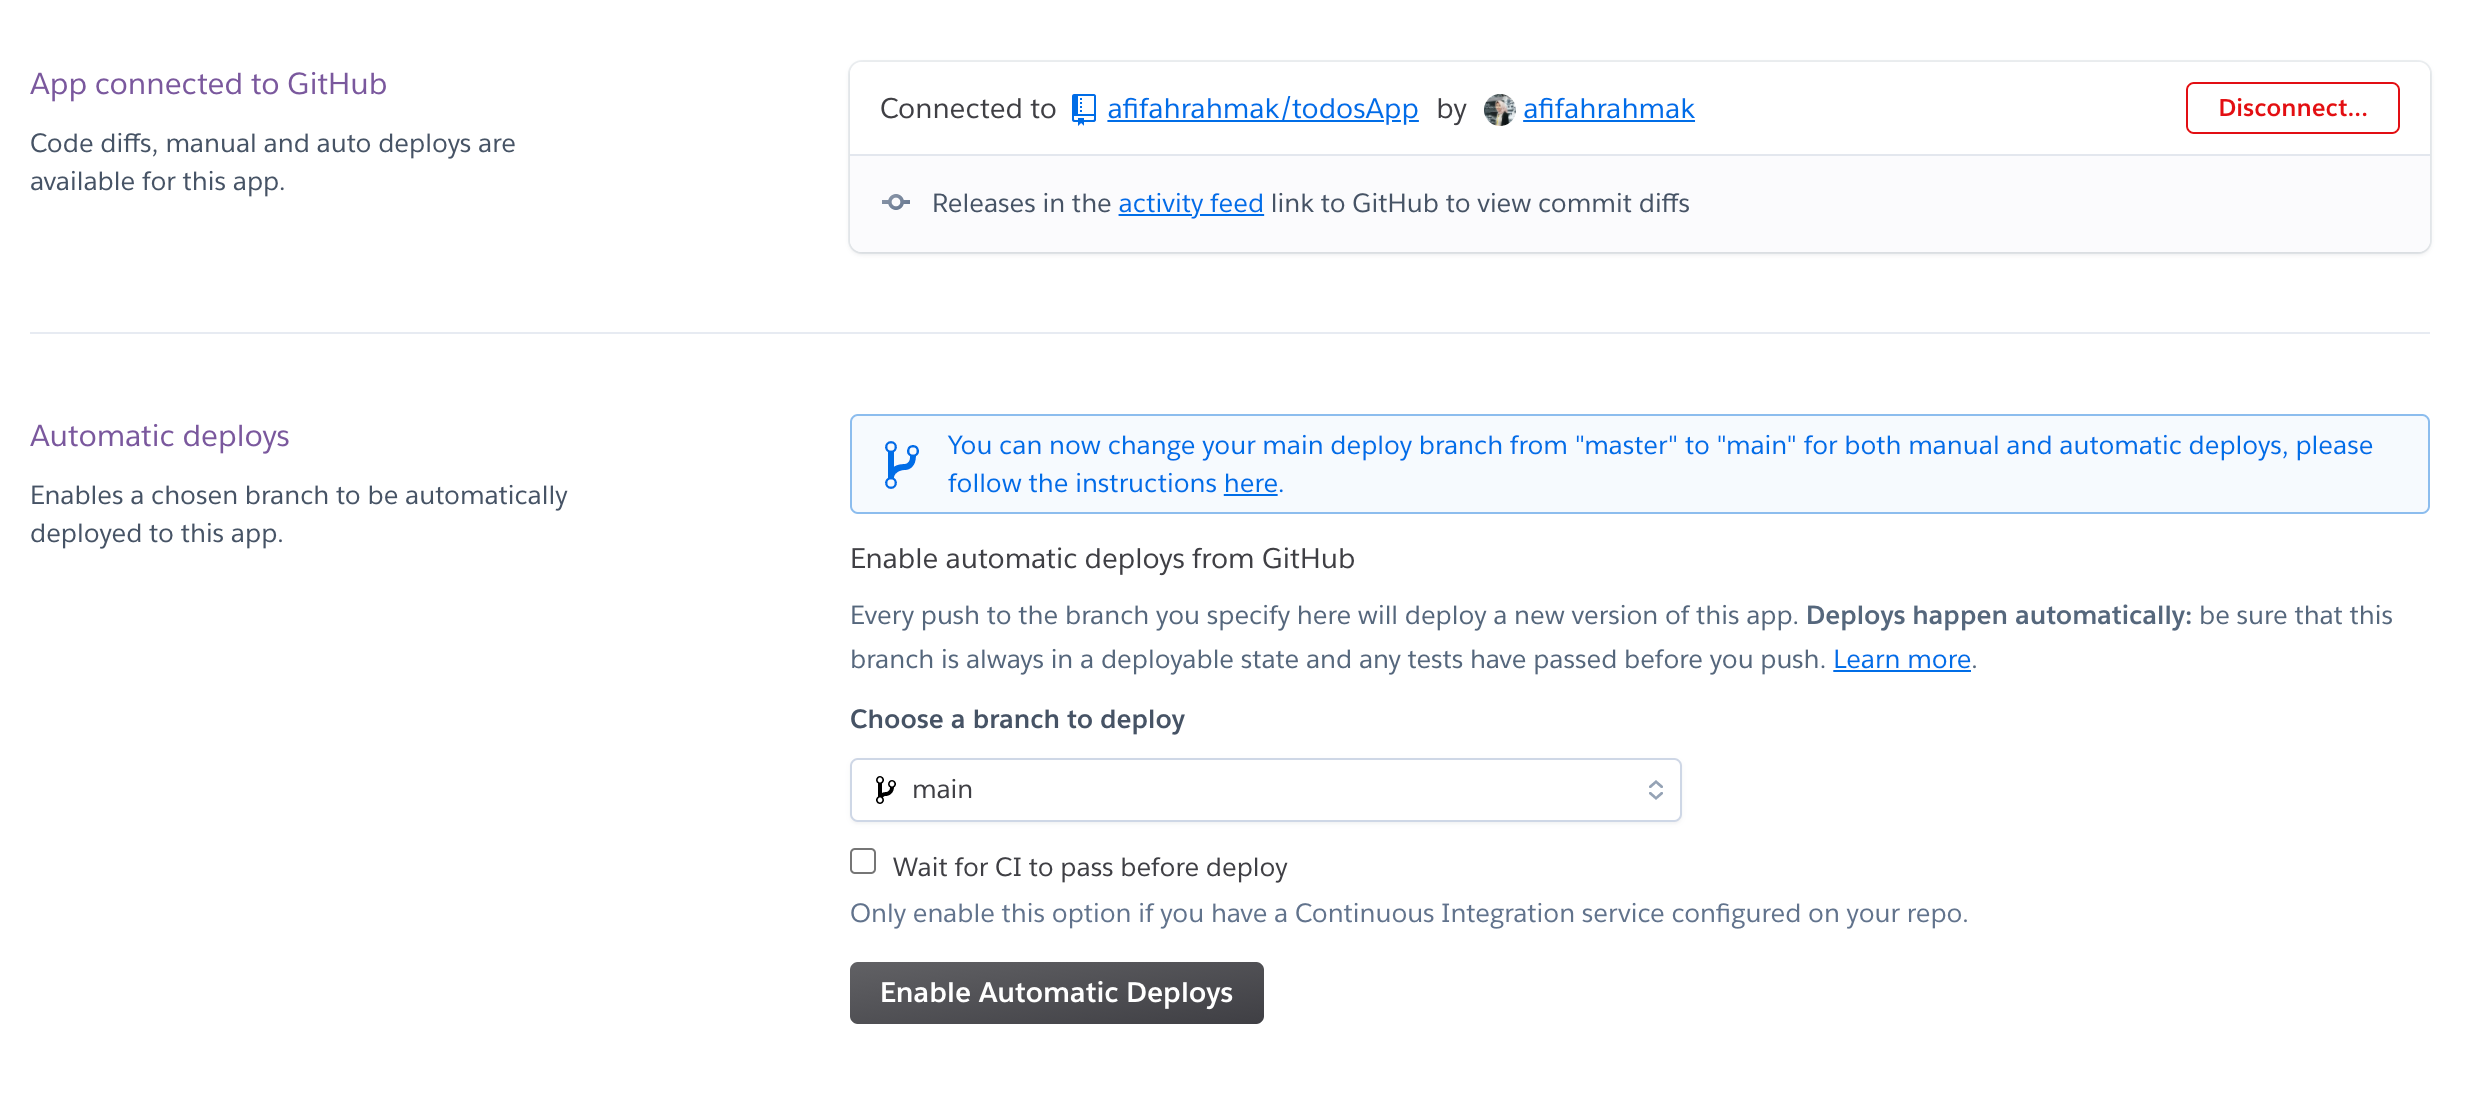 App connected to GitHub
Code diffs, manual and auto deploys are
available for this app.
Connected to afifahrahmak/todosApp by afifahrahmak
Disconnect...
Releases in the activity feed link to GitHub to view commit diffs
Automatic deploys
Enables a chosen branch to be automatically
deployed to this app.
You can now change your main deploy branch from "master" to "main" for both manual and automatic deploys, please
follow the instructions here.
Enable automatic deploys from GitHub
Every push to the branch you specify here will deploy a new version of this app. Deploys happen automatically: be sure that this
branch is always in a deployable state and any tests have passed before you push. Learn more.
Choose a branch to deploy
main
Wait for CI to pass before deploy
Only enable this option if you have a Continuous Integration service configured on your repo.
Enable Automatic Deploys